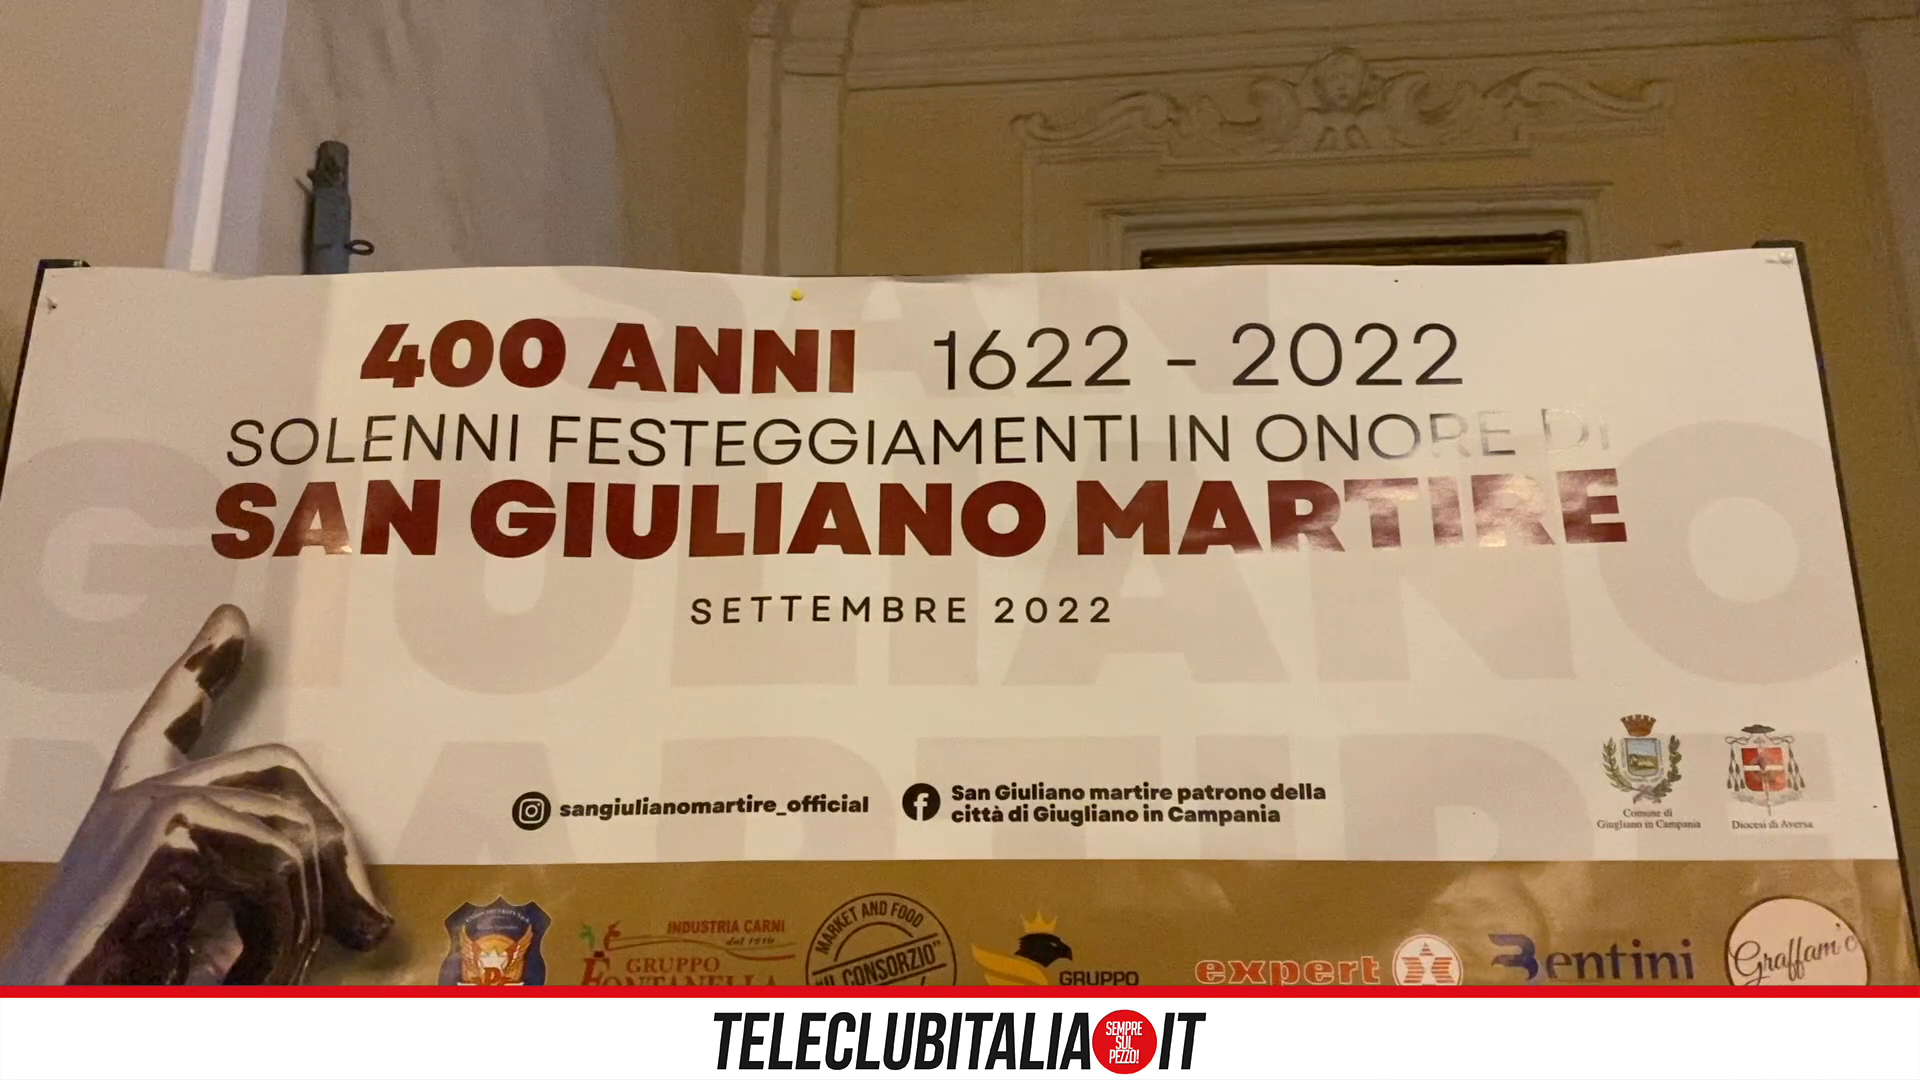 400 ANNI 1622 - 2022
SOLENNI FESTEGGIAMENTI IN ONORE DI
SAN GIULIANO MARTIRE
SETTEMBRE 2022
sangiulianomartire_official
San Giuliano martire patrono della
città di Giugliano in Campania
Comune di
Giugliano in Campania
Diocesi di Aversa
INDUSTRIA CARNI
dal 1910
GRUPPO
FONTANELLA
MARKET AND FOOD
"IL CONSORZIO"
GRUPPO
expert
Bentini
Graffam'è
TELECLUBITALIA.IT
SEMPRE
SUL
PEZZO!